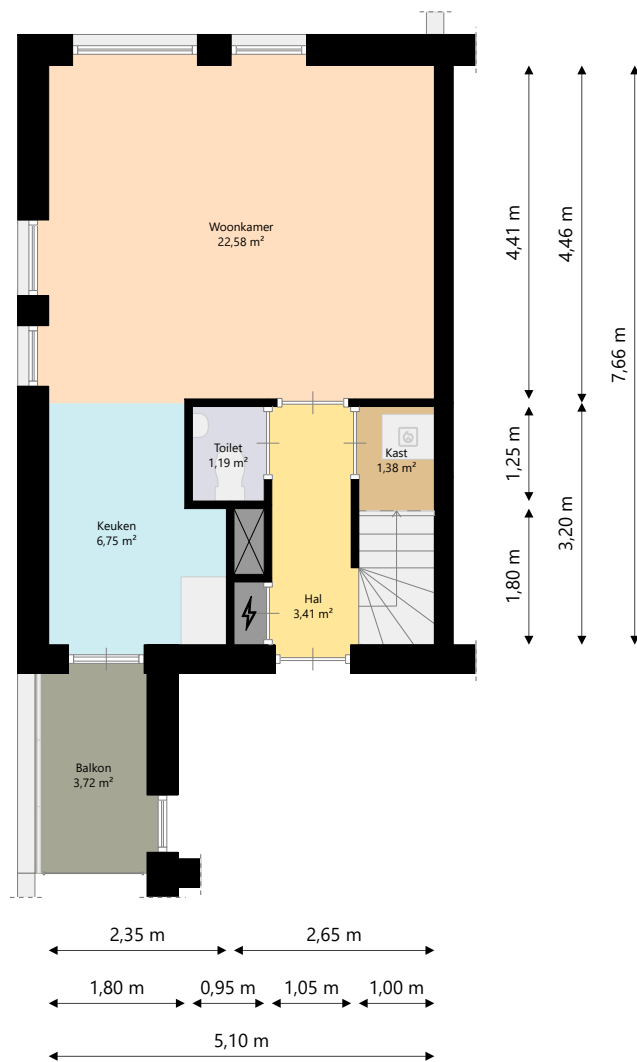 Woonkamer
22,58 m²
4,41 m
4,46 m
7,66 m
Toilet
1,19 m²
Kast
1,38 m²
1,25 m
3,20 m
Keuken
6,75 m²
1,80 m
Hal
3,41 m²
Balkon
3,72 m²
2,35 m
2,65 m
1,80 m
0,95 m
1,05 m
1,00 m
5,10 m